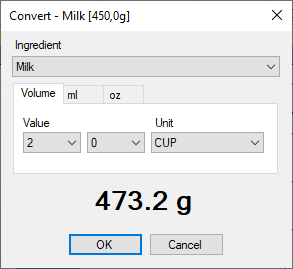 Convert - Milk [450,0g]
Ingredient
Milk
Volume ml oz
Value Unit
2 0 CUP
473.2 g
OK Cancel